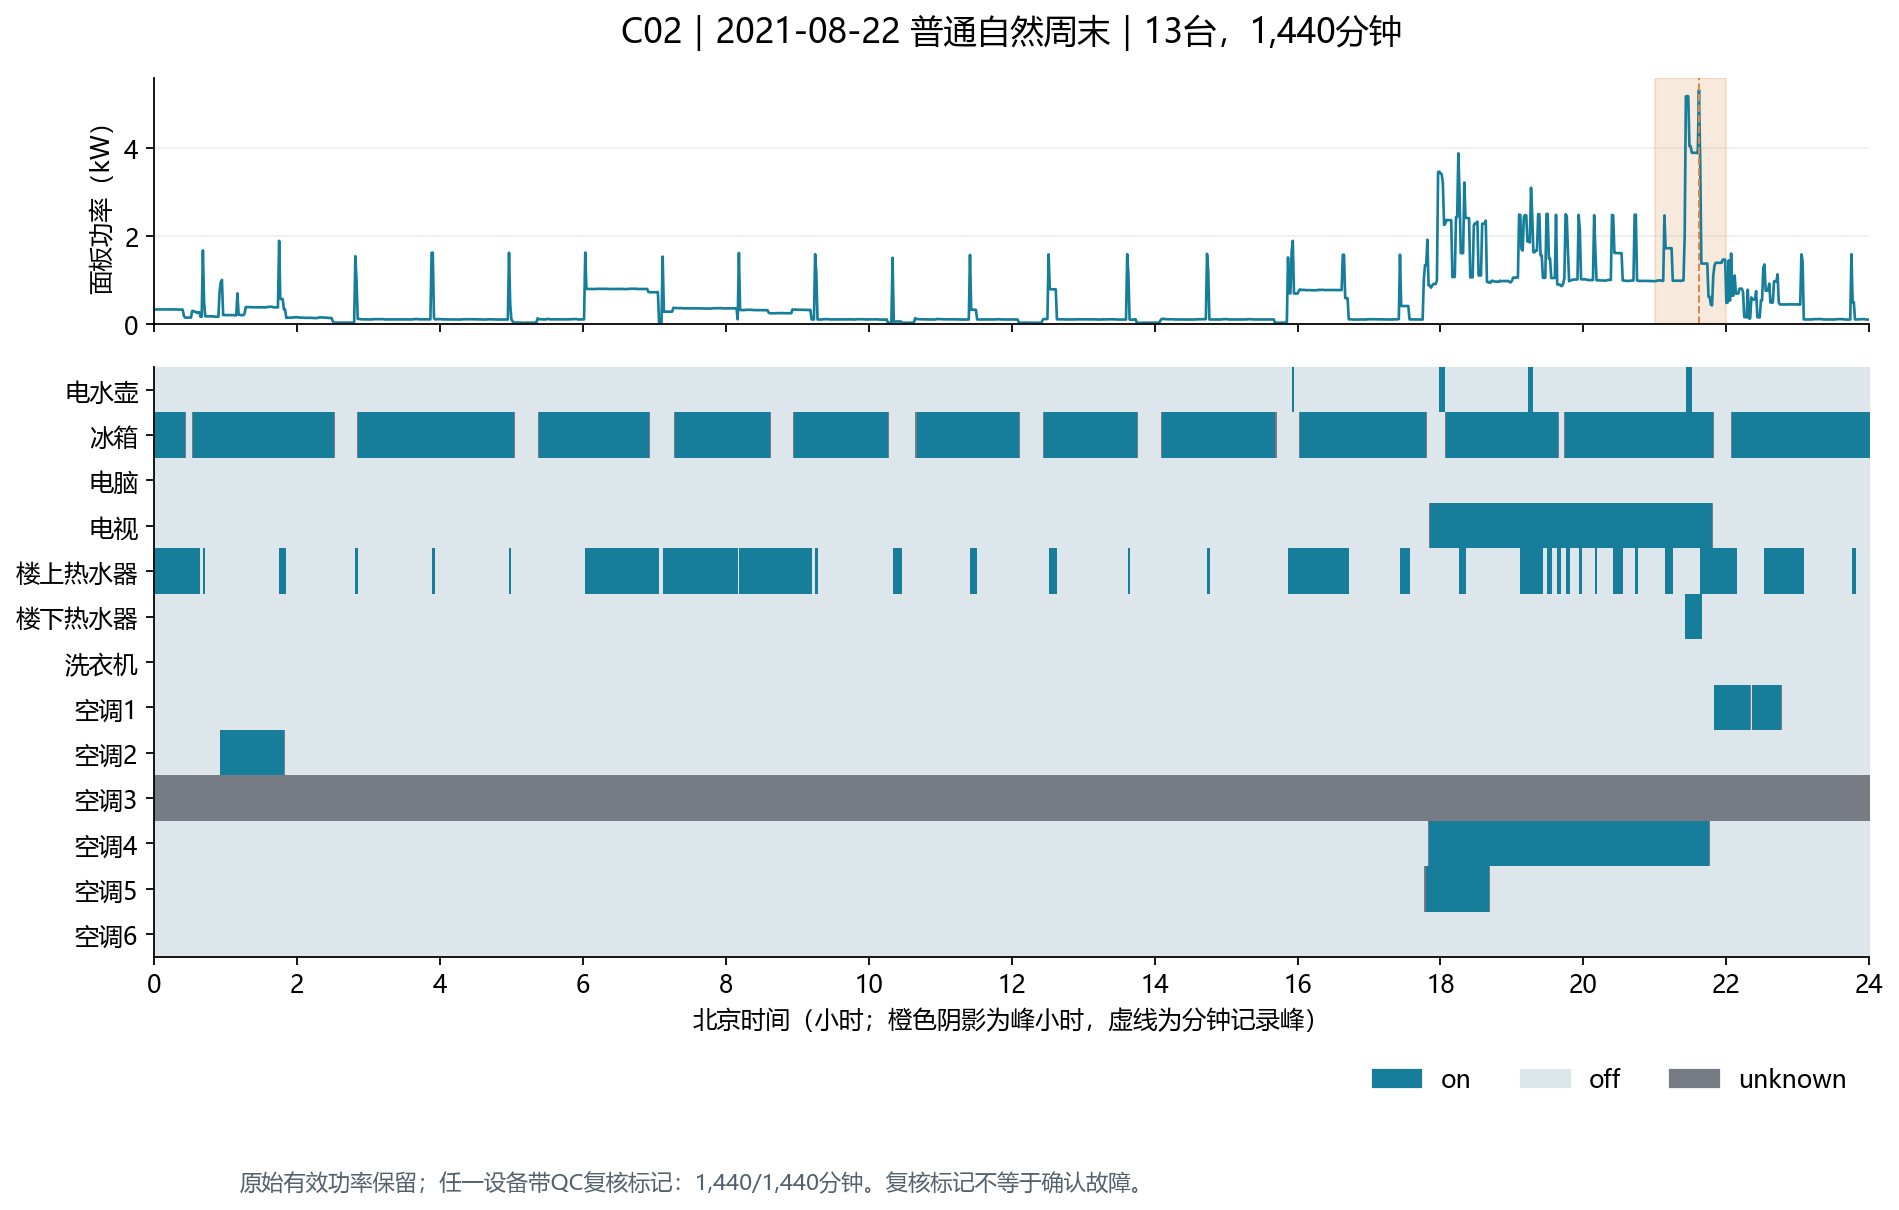 C02｜2021-08-22 普通自然周末｜13台，1,440分钟
面板功率（kW）
4
2
0
电水壶
冰箱
电脑
电视
楼上热水器
楼下热水器
洗衣机
空调1
空调2
空调3
空调4
空调5
空调6
0 2 4 6 8 10 12 14 16 18 20 22 24
北京时间（小时；橙色阴影为峰小时，虚线为分钟记录峰）
on off unknown
原始有效功率保留；任一设备带QC复核标记：1,440/1,440分钟。复核标记不等于确认故障。